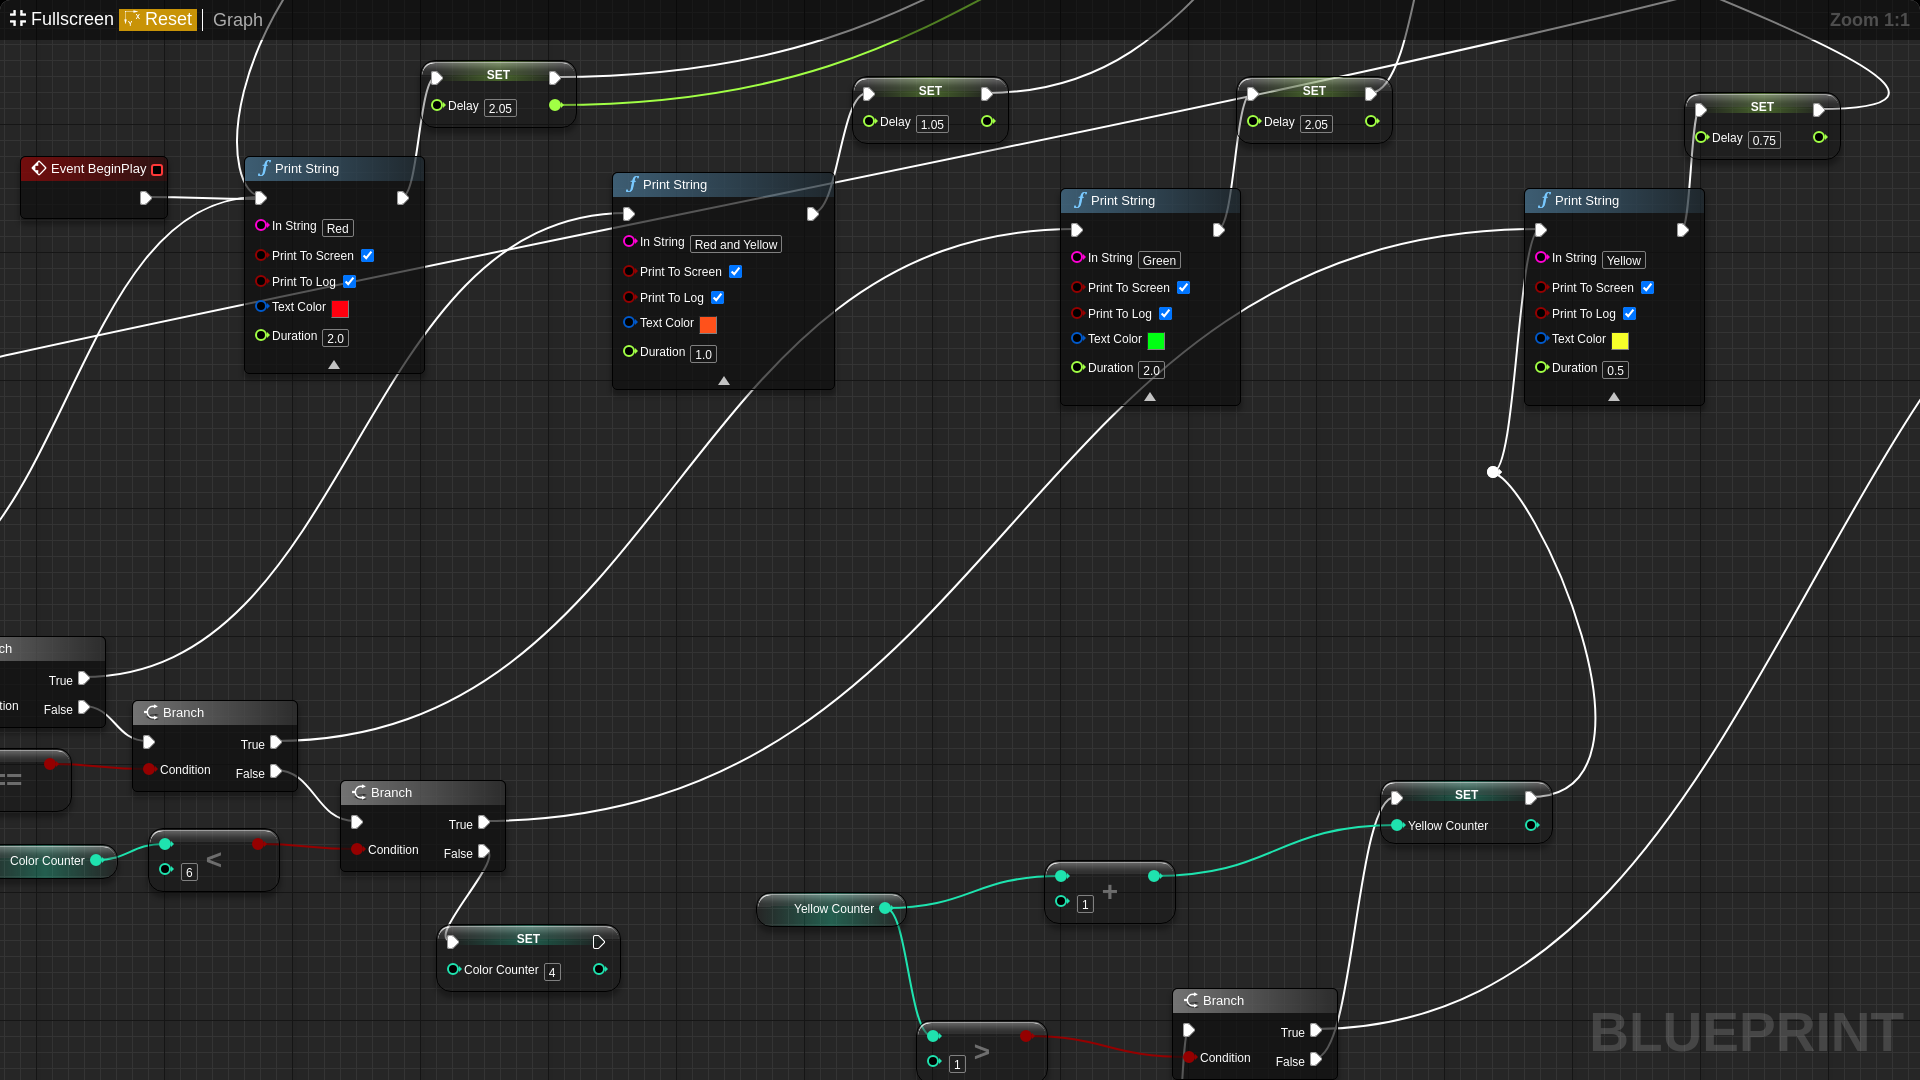 Fullscreen Reset Graph
Zoom 1:1
SET
Delay 2.05
SET
Delay 1.05
SET
Delay 2.05
SET
Delay 0.75
Event BeginPlay
Print String
In String Red
Print To Screen
Print To Log
Text Color
Duration 2.0
Print String
In String Red and Yellow
Print To Screen
Print To Log
Text Color
Duration 1.0
Print String
In String Green
Print To Screen
Print To Log
Text Color
Duration 2.0
Print String
In String Yellow
Print To Screen
Print To Log
Text Color
Duration 0.5
ch
True
tion False
Branch
True
Condition False
==
Branch
True
Condition False
Color Counter
6 <
SET
Color Counter 4
Yellow Counter
1 +
SET
Yellow Counter
1 >
Branch
True
Condition False
BLUEPRINT